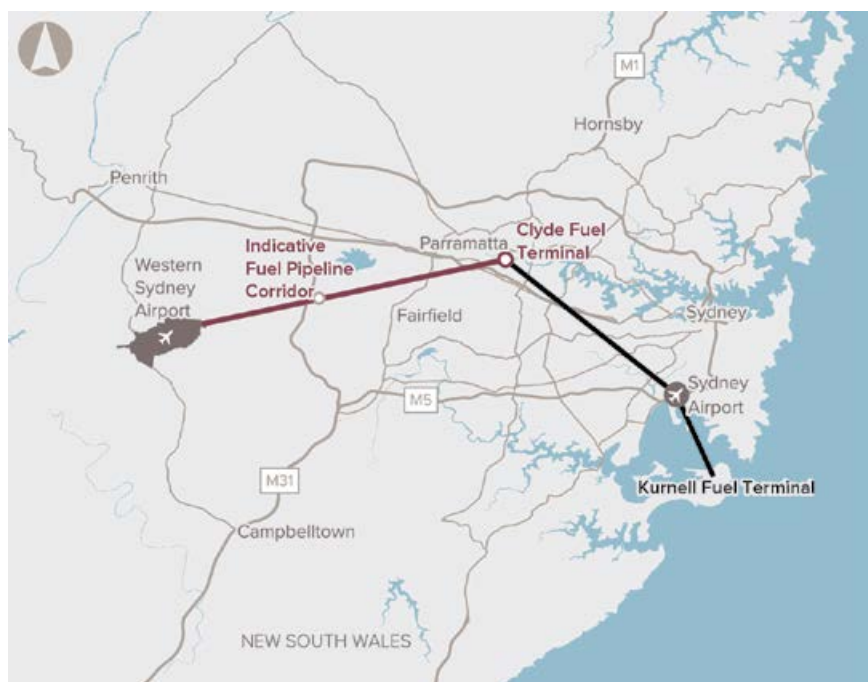 M1
Hornsby
Penrith
Clyde Fuel
Terminal
Parramatta
Indicative
Fuel Pipeline
Corridor
Western
Sydney
Airport
Fairfield
Sydney
Sydney
Airport
M5
Kurnell Fuel Terminal
M31
Campbelltown
NEW SOUTH WALES